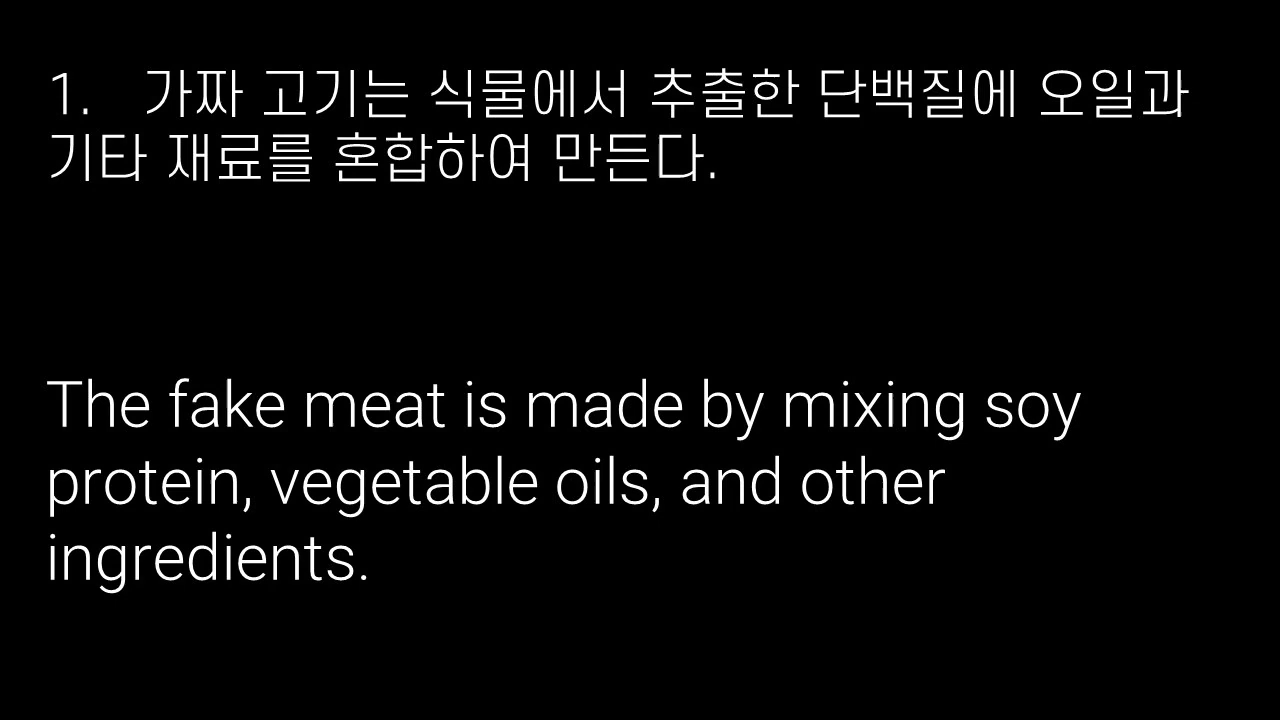 1. 가짜 고기는 식물에서 추출한 단백질에 오일과
기타 재료를 혼합하여 만든다.
The fake meat is made by mixing soy
protein, vegetable oils, and other
ingredients.